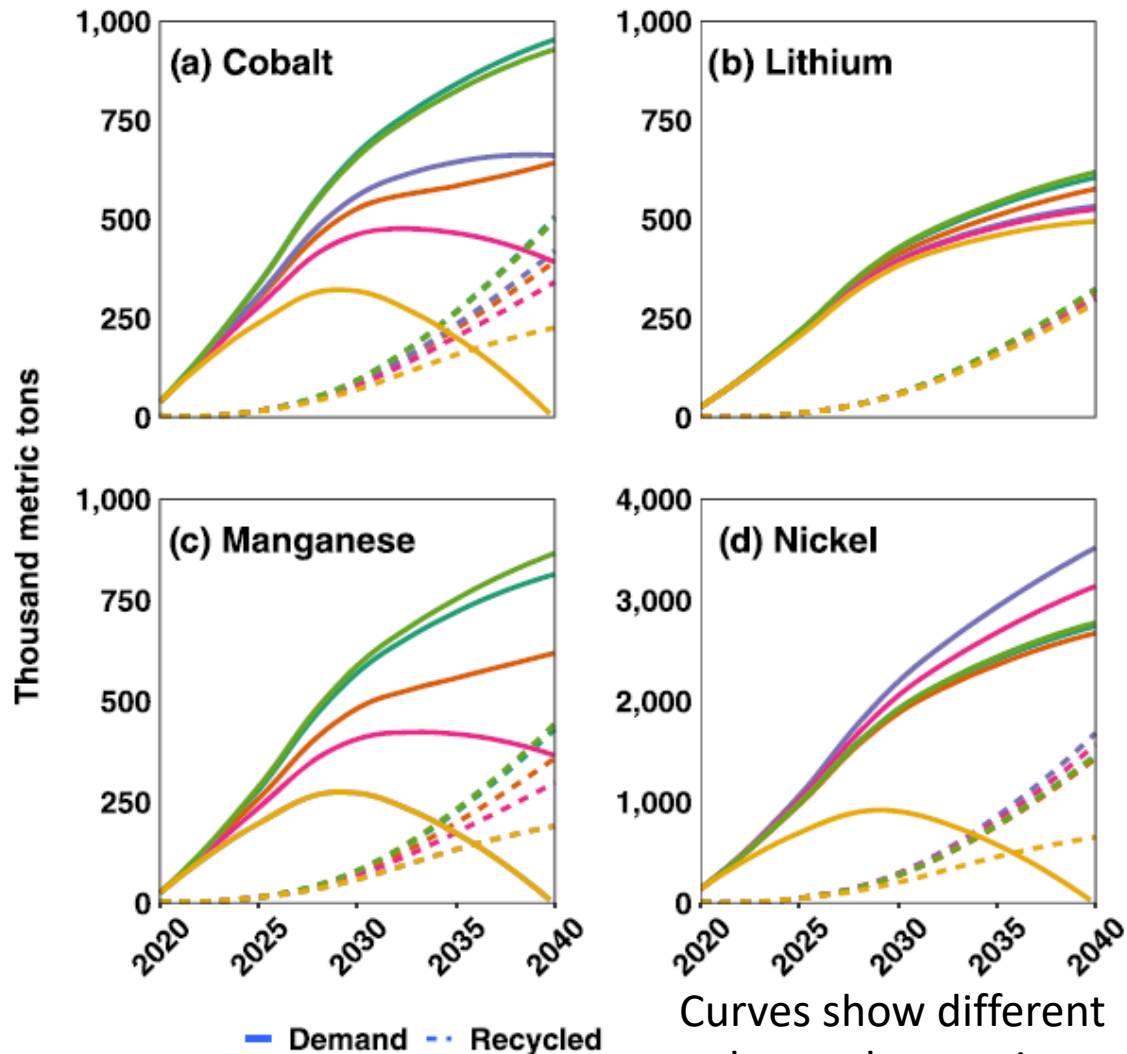 Thousand metric tons
(a) Cobalt
1,000
750
500
250
0
(b) Lithium
1,000
750
500
250
0
(c) Manganese
1,000
750
500
250
0
2020 2025 2030 2035 2040
(d) Nickel
4,000
3,000
2,000
1,000
0
2020 2025 2030 2035 2040
Demand Recycled
Curves show different